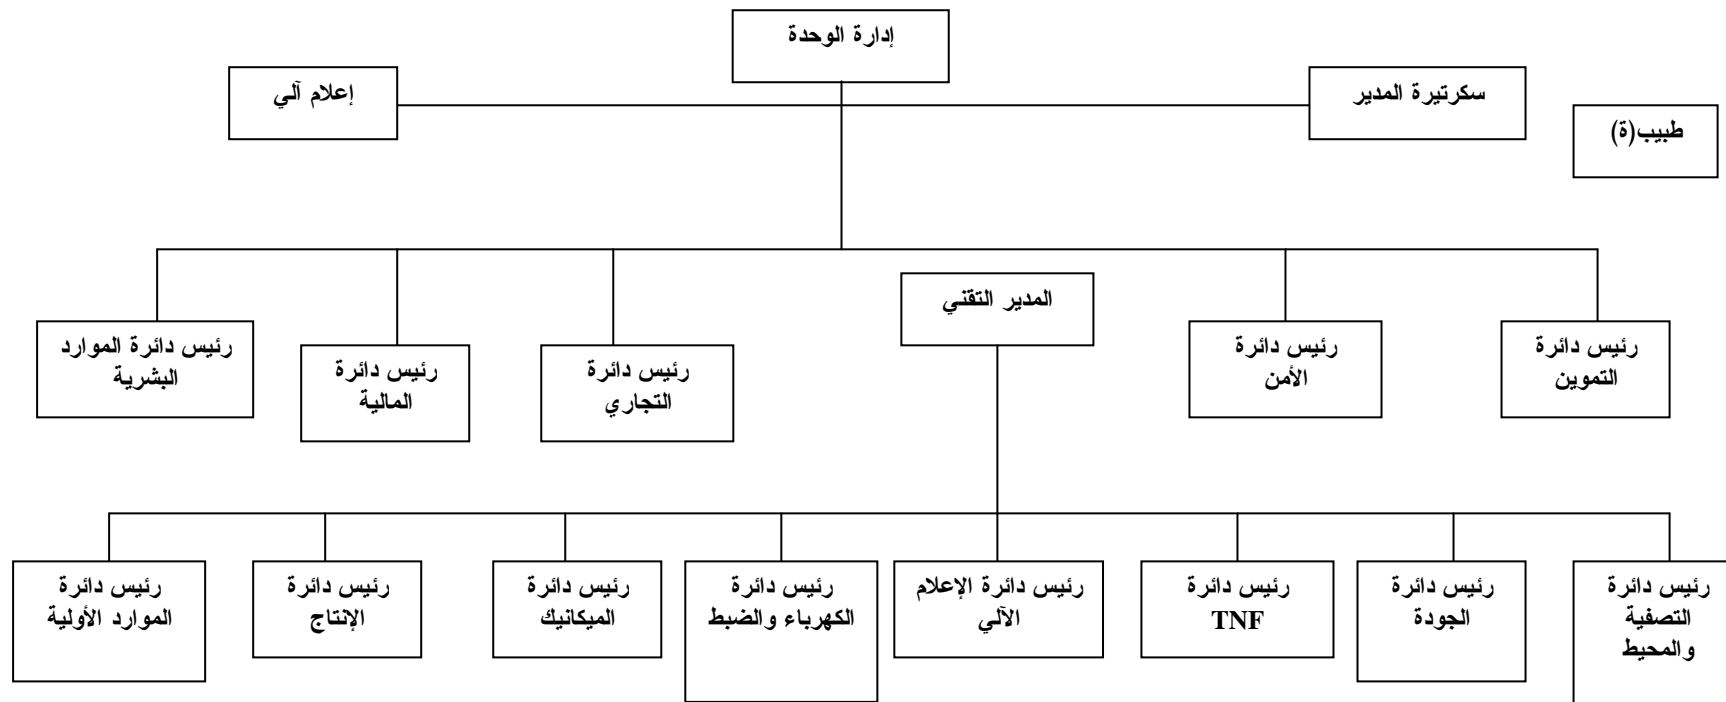 إدارة الوحدة
سكرتيرة المدير
إعلام آلي
طبيب(ة)
المدير التقني
رئيس دائرة
التموين
رئيس دائرة
الأمن
رئيس دائرة
التجاري
رئيس دائرة
المالية
رئيس دائرة الموارد
البشرية
رئيس دائرة
التصفية
والمحيط
رئيس دائرة
الجودة
رئيس دائرة
TNF
رئيس دائرة الإعلام
الآلي
رئيس دائرة
الكهرباء والضبط
رئيس دائرة
الميكانيك
رئيس دائرة
الإنتاج
رئيس دائرة
الموارد الأولية